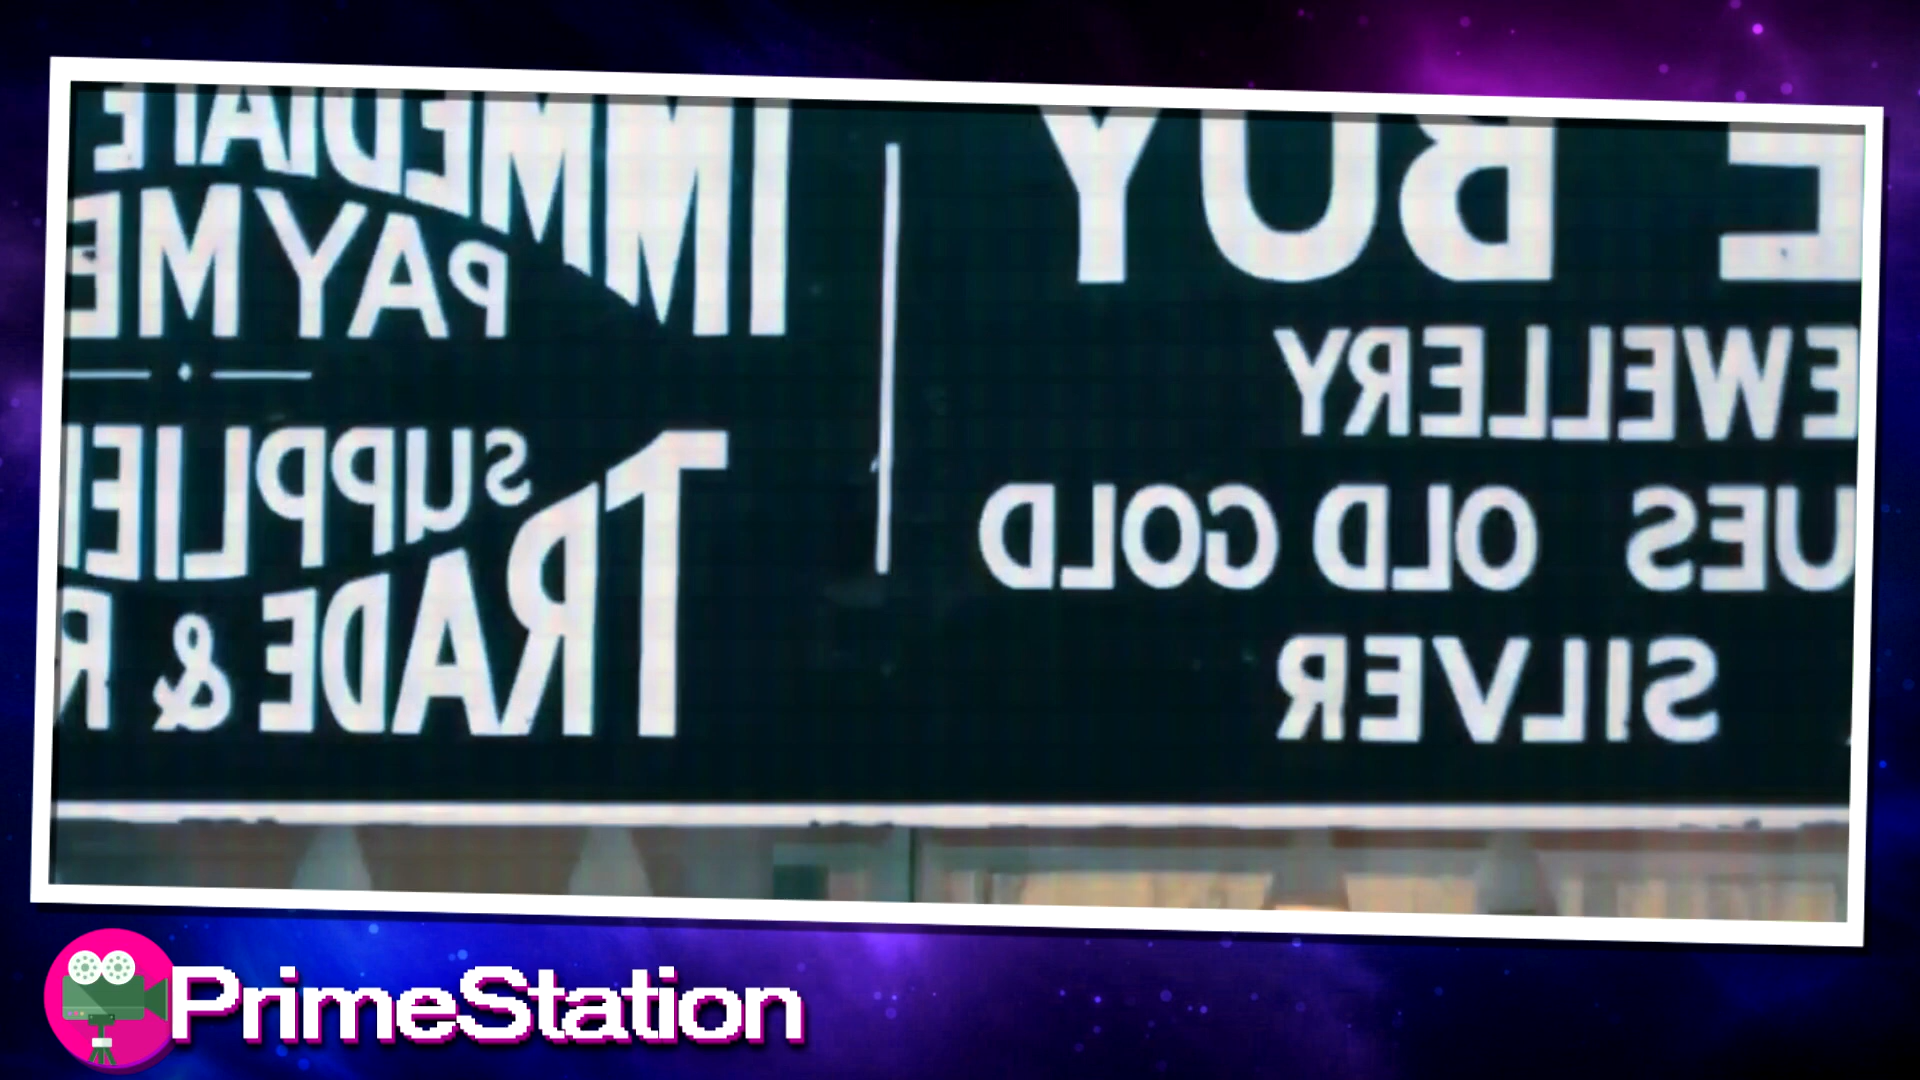 E BUY
EWELLERY
UES OLD GOLD
SILVER
IMMEDIATE
PAYME
TRADE & R
SUPPLIE
PrimeStation